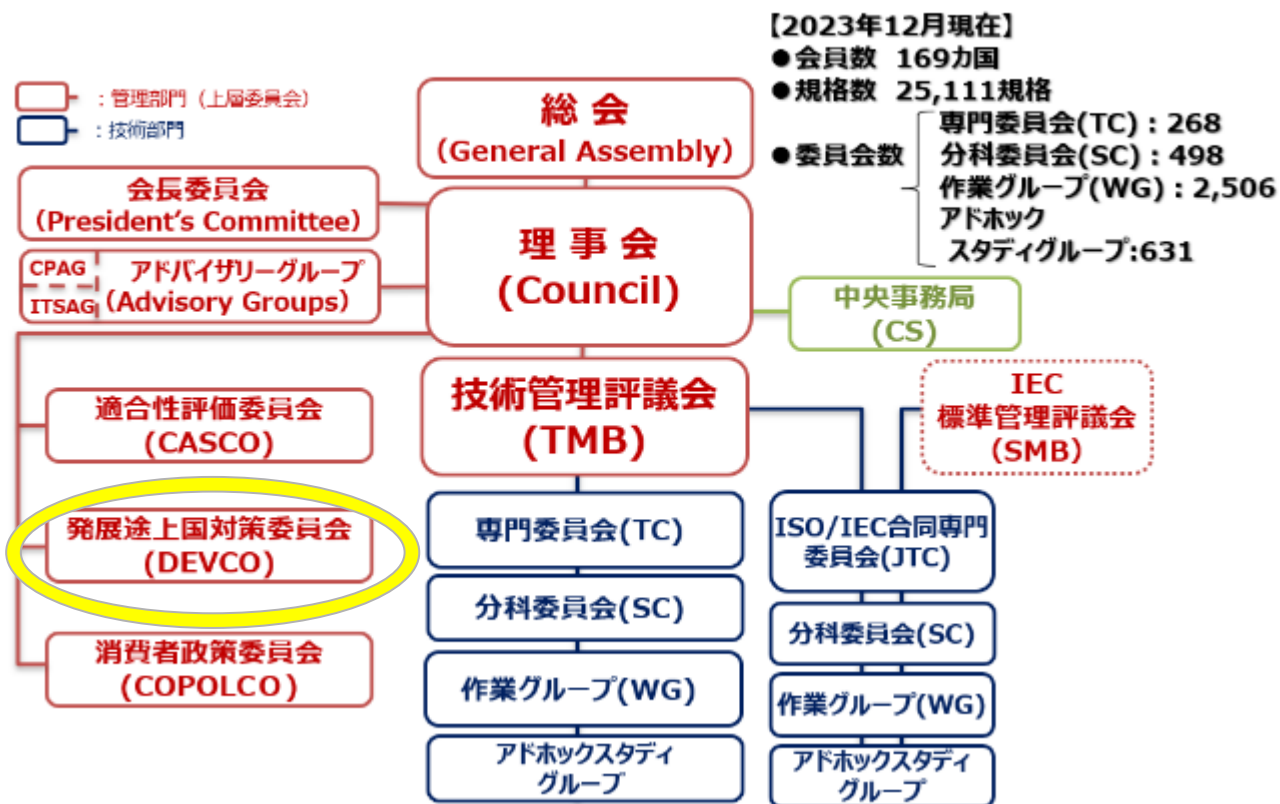 【2023年12月現在】
●会員数 169カ国
●規格数 25,111規格
●委員会数
専門委員会(TC) : 268
分科委員会(SC) : 498
作業グループ(WG) : 2,506
アドホック
スタディグループ:631
：管理部門（上層委員会）
：技術部門
総 会
(General Assembly)
会長委員会
(President's Committee)
理 事 会
(Council)
CPAG
ITSAG
アドバイザリーグループ
(Advisory Groups)
中央事務局
(CS)
技術管理評議会
(TMB)
IEC
標準管理評議会
(SMB)
適合性評価委員会
(CASCO)
発展途上国対策委員会
(DEVCO)
消費者政策委員会
(COPOLCO)
専門委員会(TC)
分科委員会(SC)
作業グループ(WG)
アドホックスタディ
グループ
ISO/IEC合同専門
委員会(JTC)
分科委員会(SC)
作業グループ(WG)
アドホックスタディ
グループ